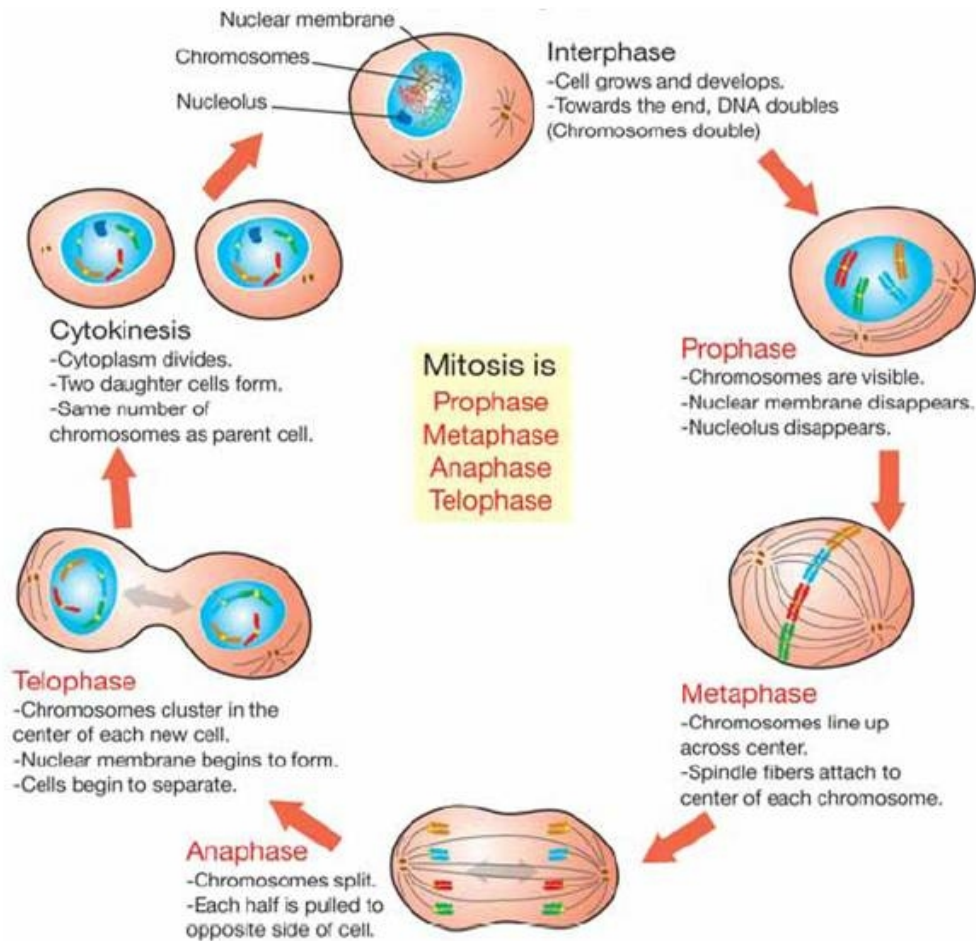 Nuclear membrane
Chromosomes
Nucleolus
Interphase
-Cell grows and develops.
-Towards the end, DNA doubles
(Chromosomes double)
Prophase
-Chromosomes are visible.
-Nuclear membrane disappears.
-Nucleolus disappears.
Metaphase
-Chromosomes line up
across center.
-Spindle fibers attach to
center of each chromosome.
Anaphase
-Chromosomes split.
-Each half is pulled to
opposite side of cell.
Telophase
-Chromosomes cluster in the
center of each new cell.
-Nuclear membrane begins to form.
-Cells begin to separate.
Cytokinesis
-Cytoplasm divides.
-Two daughter cells form.
-Same number of
chromosomes as parent cell.
Mitosis is
Prophase
Metaphase
Anaphase
Telophase